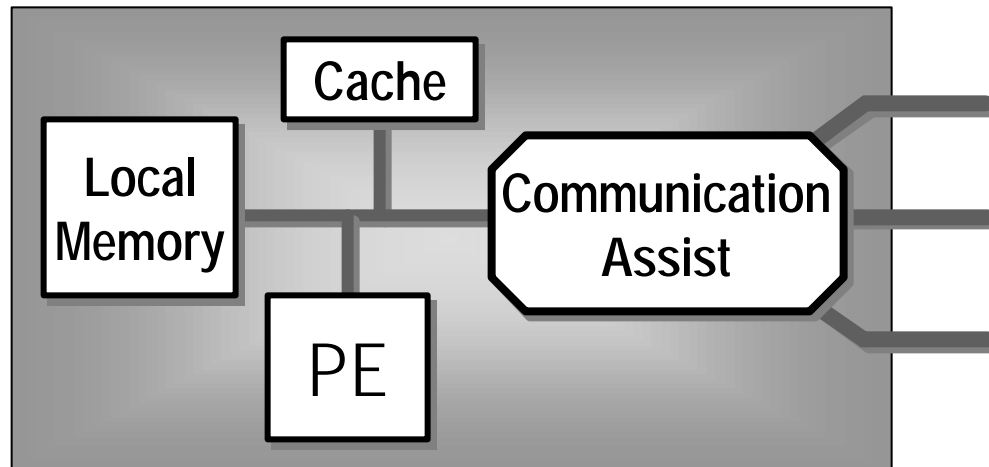 Cache
Local
Memory
Communication
Assist
PE